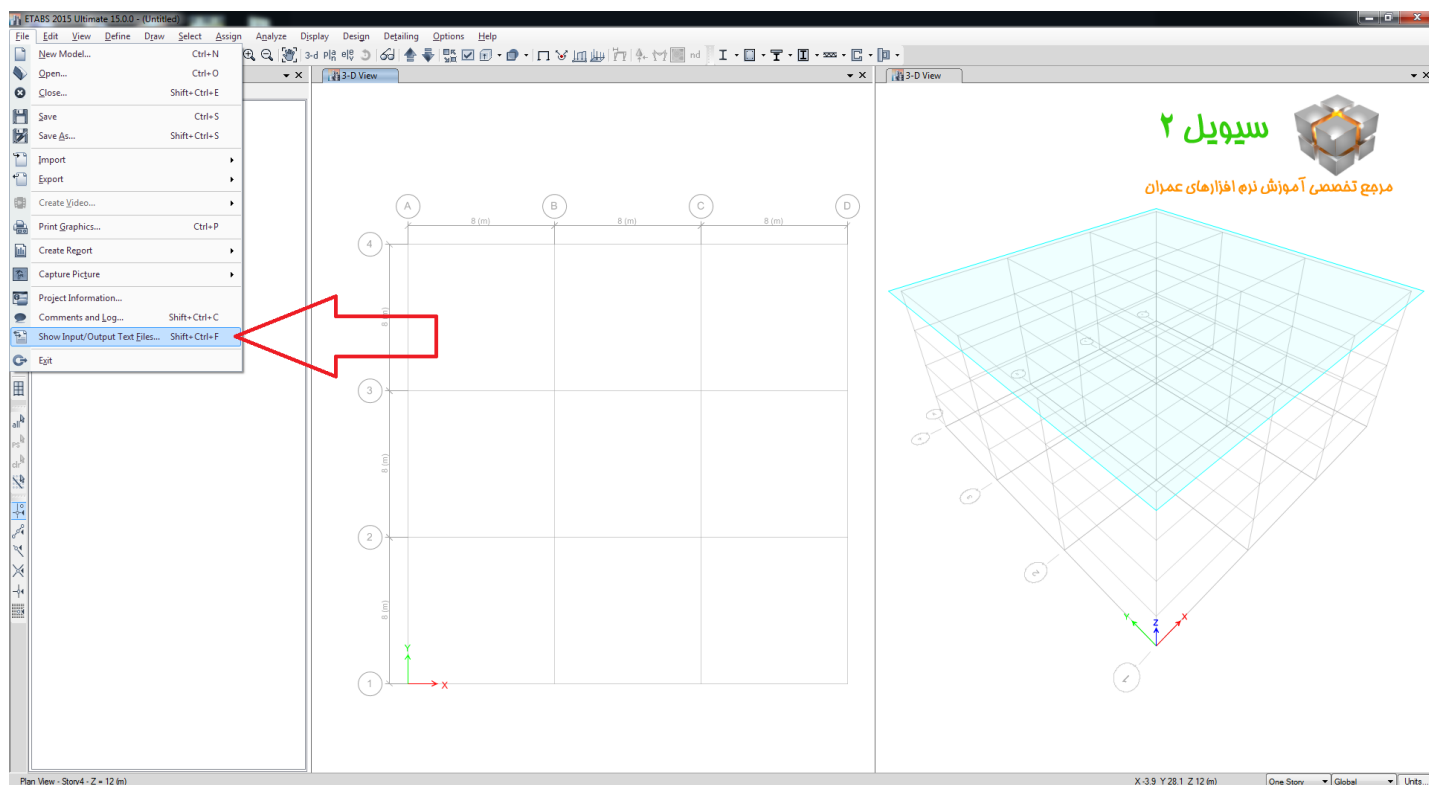 ETABS 2015 Ultimate 15.0.0 - (Untitled)
File Edit View Define Draw Select Assign Analyze Display Design Detailing Options Help
3-d
nd
New Model... Ctrl+N
Open... Ctrl+O
Close... Shift+Ctrl+E
Save Ctrl+S
Save As... Shift+Ctrl+S
Import
Export
Create Video...
Print Graphics... Ctrl+P
Create Report
Capture Picture
Project Information...
Comments and Log... Shift+Ctrl+C
Show Input/Output Text Files... Shift+Ctrl+F
Exit
all
ps
clr
3-D View
A B C D
8 (m) 8 (m) 8 (m)
4
8 (m)
3
8 (m)
2
8 (m)
1
Y
X
3-D View
سیویل ۲
مرجع تخصصی آموزش نرم افزارهای عمران
Y Z X
Plan View - Story4 - Z = 12 (m)
X -3.9 Y 28.1 Z 12 (m)
One Story
Global
Units...